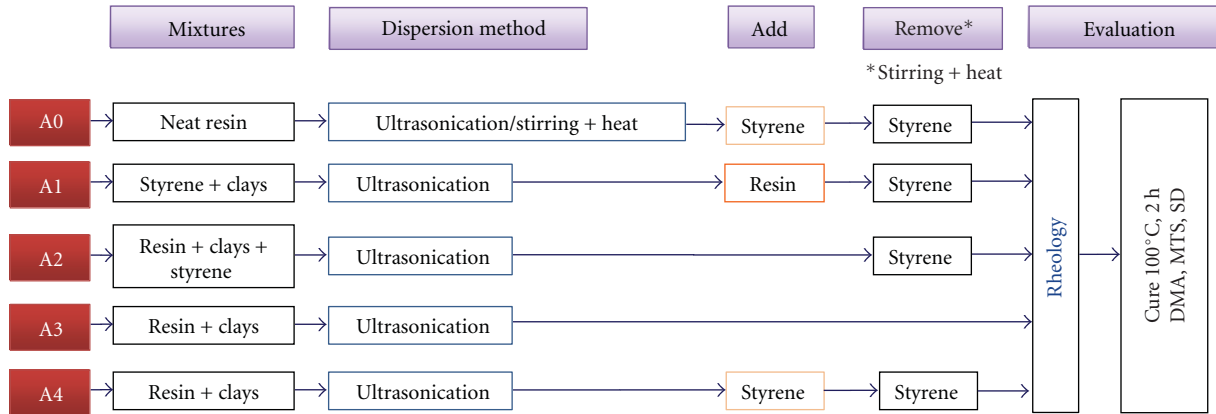 Mixtures
Dispersion method
Add
Remove*
Evaluation
*Stirring + heat
A0
Neat resin
Ultrasonication/stirring + heat
Styrene
Styrene
A1
Styrene + clays
Ultrasonication
Resin
Styrene
A2
Resin + clays +
styrene
Ultrasonication
Styrene
A3
Resin + clays
Ultrasonication
A4
Resin + clays
Ultrasonication
Styrene
Styrene
Rheology
Cure 100°C, 2 h
DMA, MTS, SD